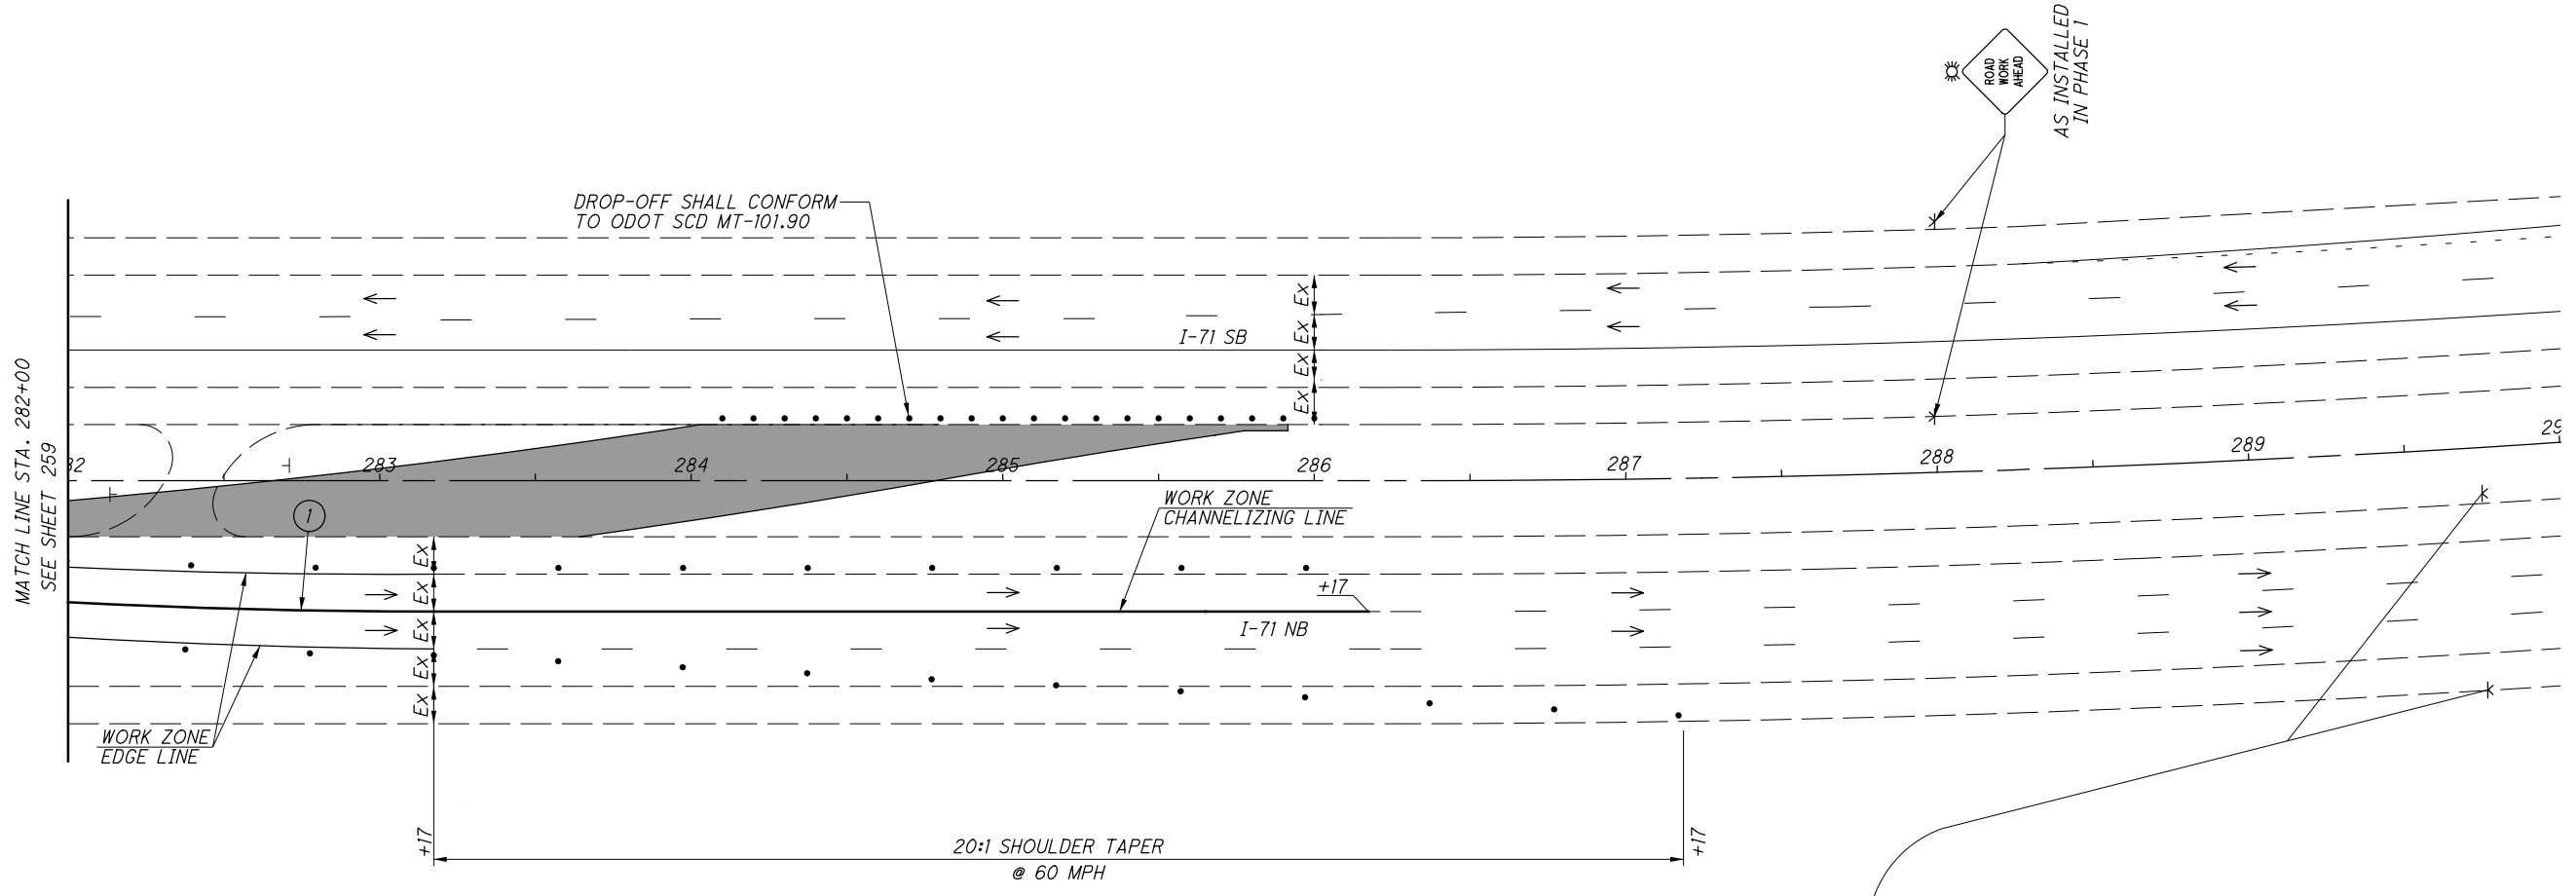 ROAD
WORK
AHEAD
AS INSTALLED
IN PHASE 1
DROP-OFF SHALL CONFORM
TO ODOT SCD MT-101.90
EX
EX
EX
EX
I-71 SB
MATCH LINE STA. 282+00
SEE SHEET 259
82
283
284
285
286
287
288
289
29
1
WORK ZONE
CHANNELIZING LINE
+17
I-71 NB
EX
EX
EX
EX
EX
WORK ZONE
EDGE LINE
+17
20:1 SHOULDER TAPER
@ 60 MPH
+17